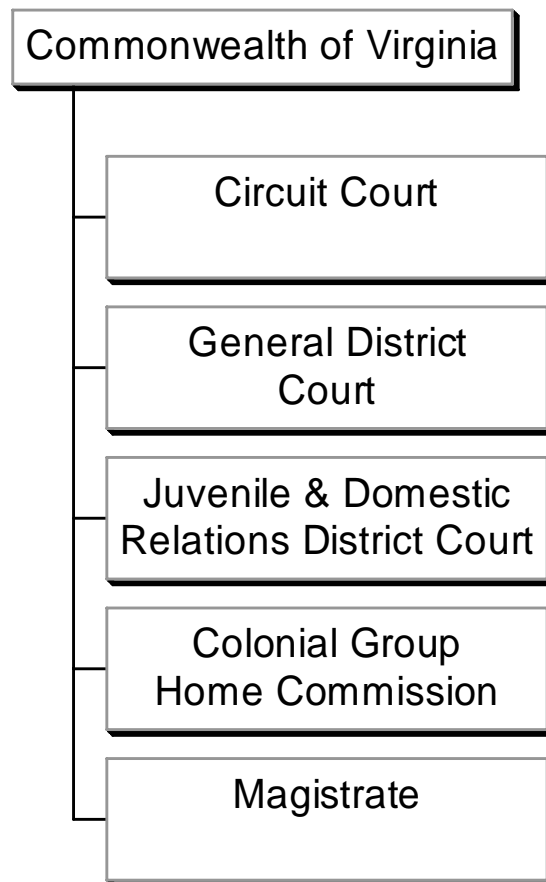 Commonwealth of Virginia
Circuit Court
General District
Court
Juvenile & Domestic
Relations District Court
Colonial Group
Home Commission
Magistrate